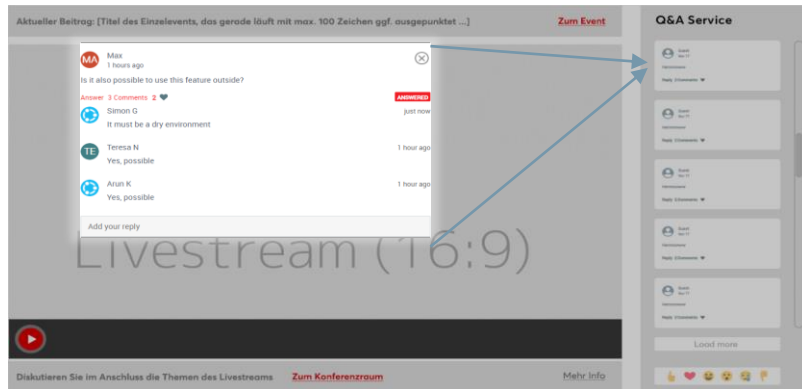 Aktueller Beitrag: [Titel des Einzelevents, das gerade läuft mit max. 100 Zeichen ggf. ausgepunktet ...]
Zum Event
MA
Max
1 hours ago
Is it also possible to use this feature outside?
Answer 3 Comments 2
ANSWERED
Simon G
just now
It must be a dry environment
TE
Teresa N
1 hour ago
Yes, possible
Arun K
1 hour ago
Yes, possible
Add your reply
Livestream (16:9)
Diskutieren Sie im Anschluss die Themen des Livestreams
Zum Konferenzraum
Mehr Info
Q&A Service
Load more